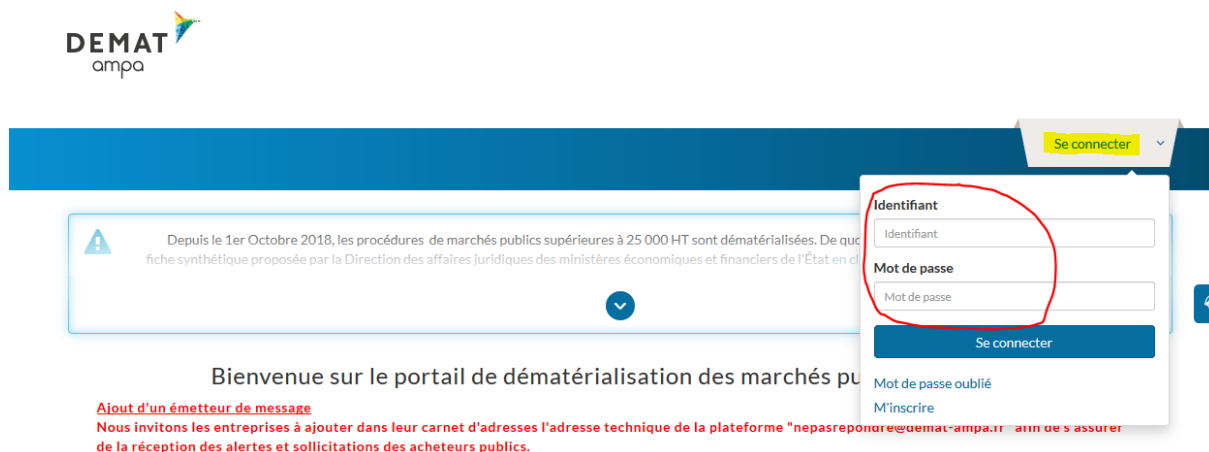 DEMAT
ampa
Se connecter
Identifiant
Identifiant
Mot de passe
Mot de passe
Se connecter
Mot de passe oublié
M'inscrire
Depuis le 1er Octobre 2018, les procédures de marchés publics supérieures à 25 000 HT sont dématérialisées. De quo
fiche synthétique proposée par la Direction des affaires juridiques des ministères économiques et financiers de l'État en cl
Bienvenue sur le portail de dématérialisation des marchés pu
Ajout d'un émetteur de message
Nous invitons les entreprises à ajouter dans leur carnet d'adresses l'adresse technique de la plateforme "nepasrepondre@demat-ampa.fr" afin de s'assurer
de la réception des alertes et sollicitations des acheteurs publics.